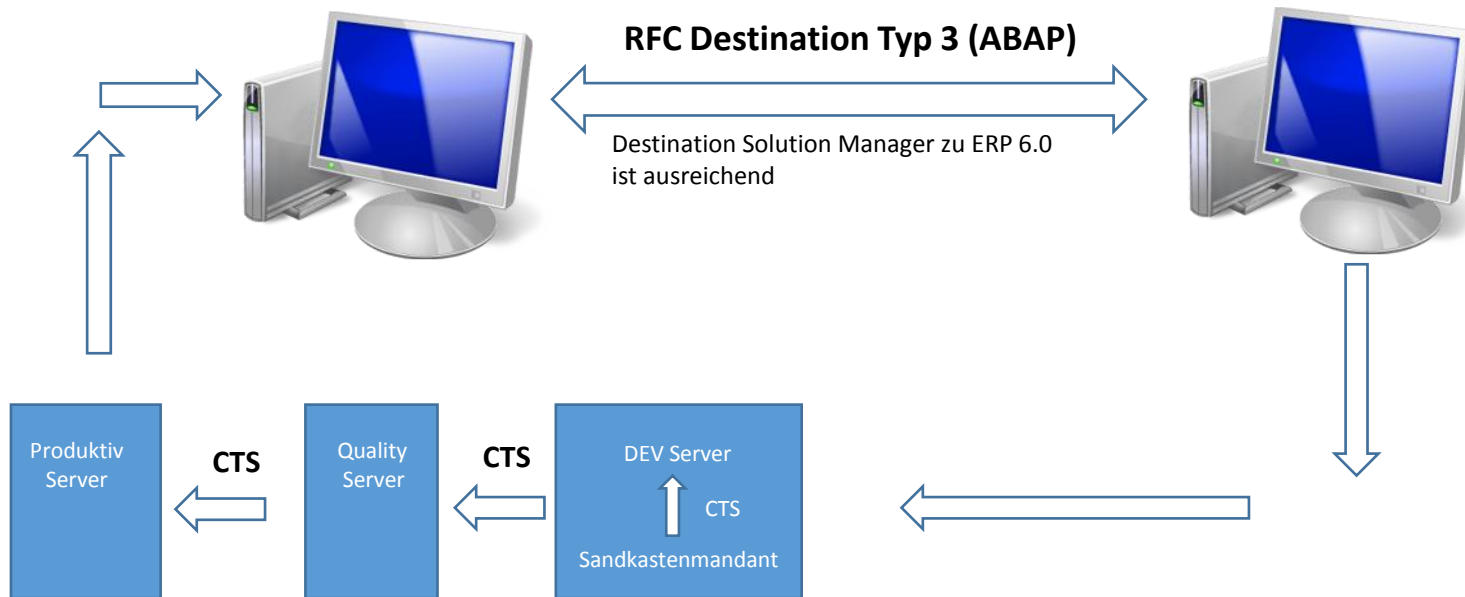 RFC Destination Typ 3 (ABAP)
Destination Solution Manager zu ERP 6.0
ist ausreichend
Produktiv
Server
CTS
Quality
Server
CTS
DEV Server
CTS
Sandkastenmandant